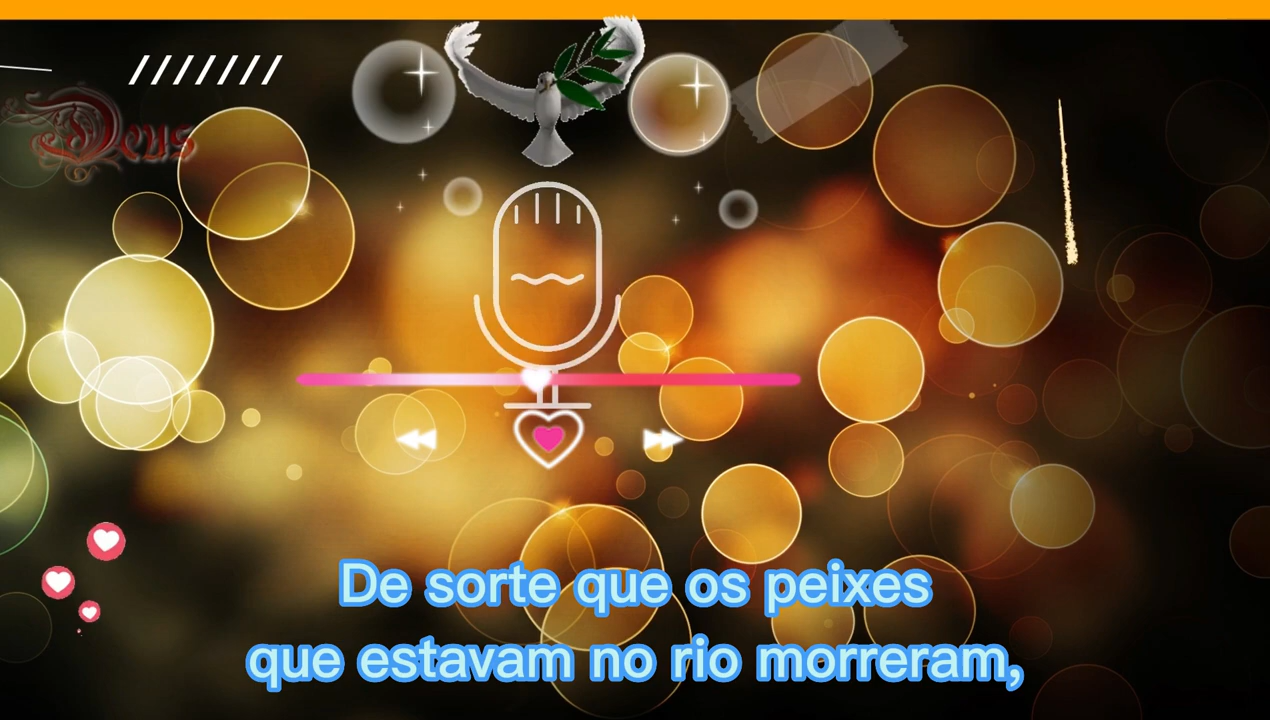 Deus
De sorte que os peixes
que estavam no rio morreram,